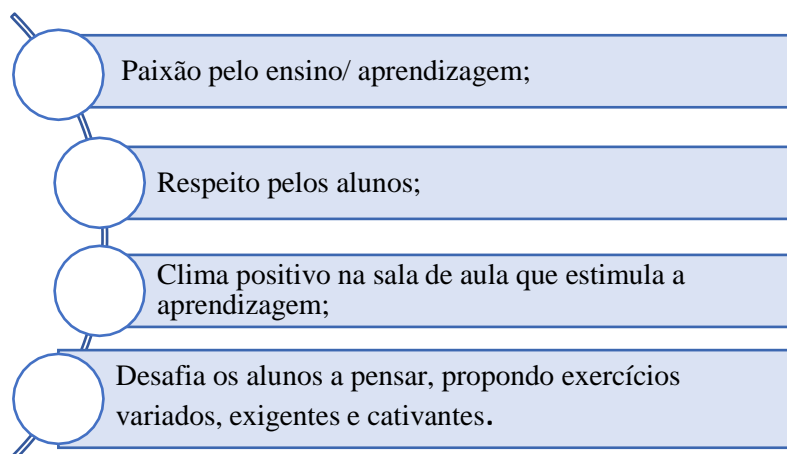 Paixão pelo ensino/ aprendizagem;
Respeito pelos alunos;
Clima positivo na sala de aula que estimula a
aprendizagem;
Desafia os alunos a pensar, propondo exercícios
variados, exigentes e cativantes.